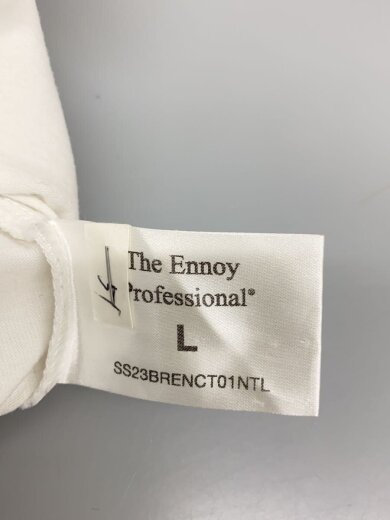 The Ennoy
Professional®
L
SS23BRENCT01NTL